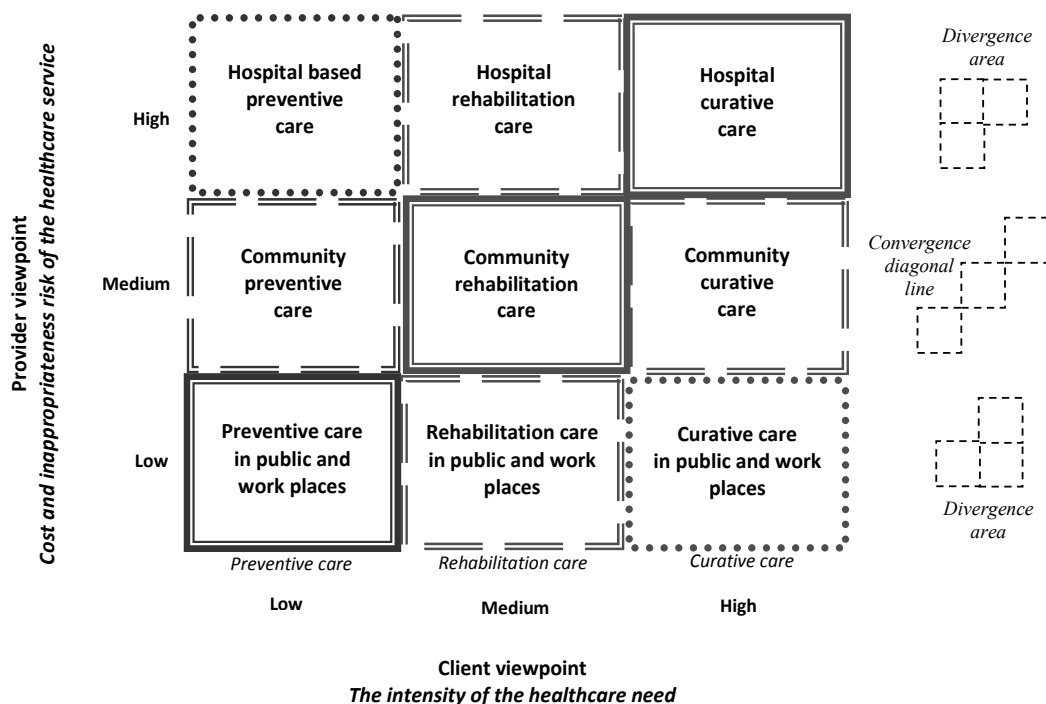 Provider viewpoint
Cost and inappropriateness risk of the healthcare service
High
Medium
Low
Hospital based
preventive
care
Hospital
rehabilitation
care
Hospital
curative
care
Community
preventive
care
Community
rehabilitation
care
Community
curative
care
Preventive care
in public and
work places
Rehabilitation care
in public and work
places
Curative care
in public and work
places
Preventive care
Rehabilitation care
Curative care
Low
Medium
High
Client viewpoint
The intensity of the healthcare need
Divergence
area
Convergence
diagonal
line
Divergence
area